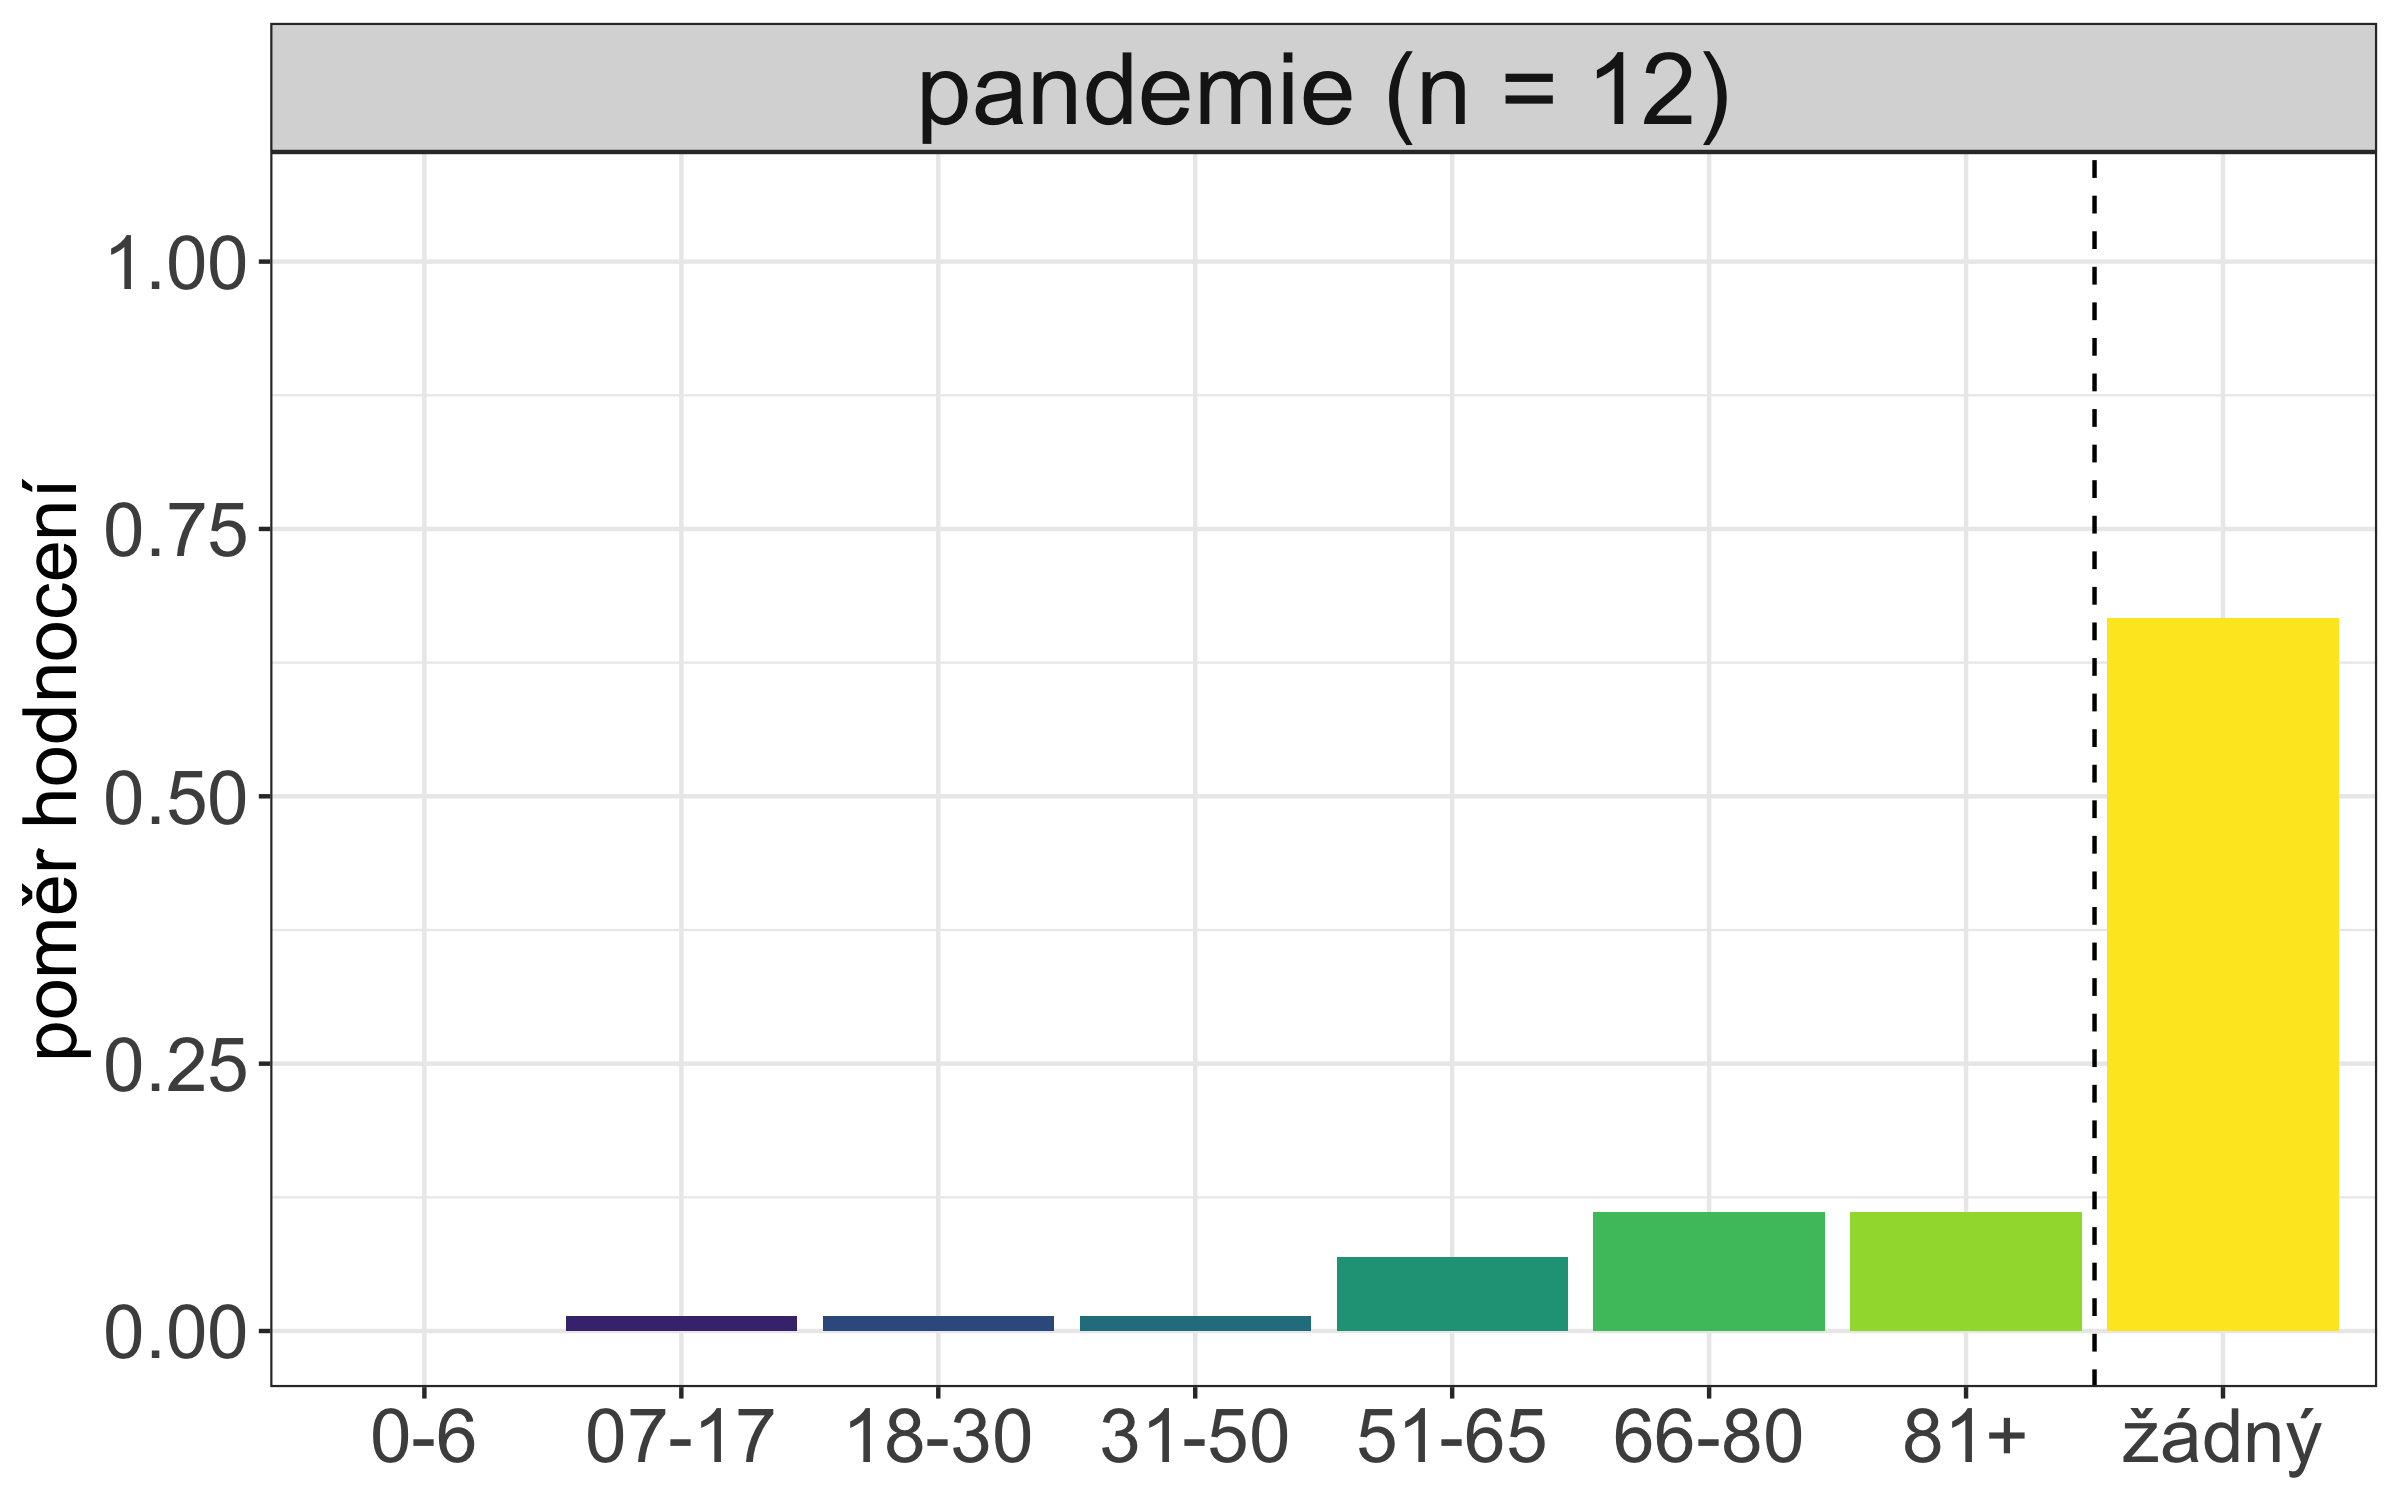 pandemie (n = 12)
poměr hodnocení
1.00
0.75
0.50
0.25
0.00
0-6 07-17 18-30 31-50 51-65 66-80 81+ žádný